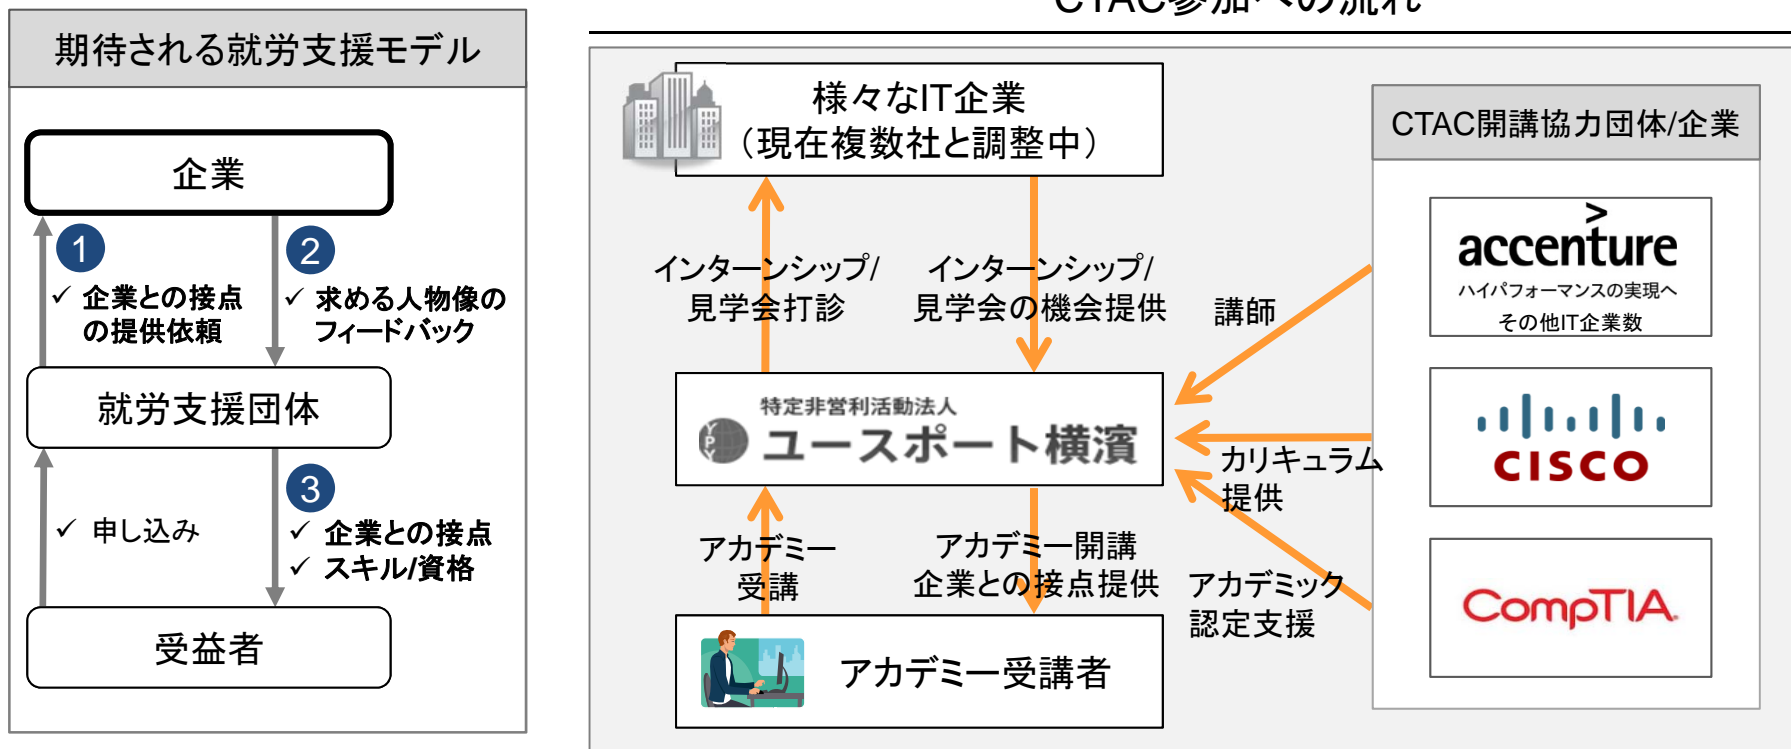 CTAC参加への流れ
期待される就労支援モデル
企業
1
✓ 企業との接点
の提供依頼
2
✓ 求める人物像の
フィードバック
就労支援団体
✓ 申し込み
3
✓ 企業との接点
✓ スキル/資格
受益者
様々なIT企業
（現在複数社と調整中）
インターンシップ/
見学会打診
インターンシップ/
見学会の機会提供
特定非営利活動法人
YP
ユースポート横濱
アカデミー
受講
アカデミー開講
企業との接点提供
アカデミー受講者
講師
カリキュラム
提供
アカデミック
認定支援
CTAC開講協力団体/企業
>
accenture
ハイパフォーマンスの実現へ
その他IT企業数
CISCO
CompTIA.